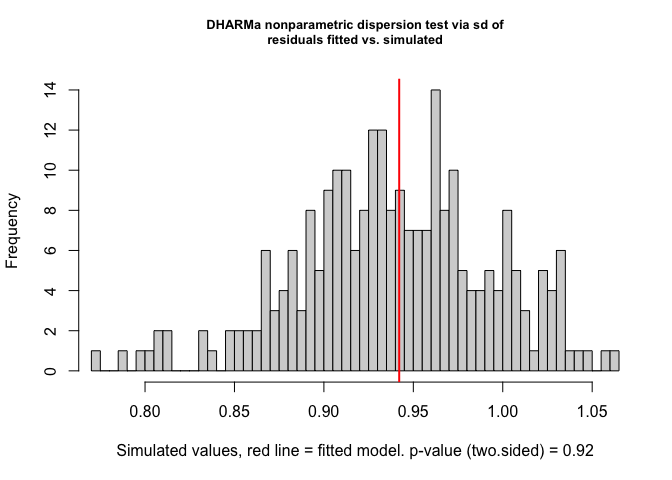 DHARMa nonparametric dispersion test via sd of
residuals fitted vs. simulated
Frequency
14
12
10
8
6
4
2
0
0.80 0.85 0.90 0.95 1.00 1.05
Simulated values, red line = fitted model. p-value (two.sided) = 0.92